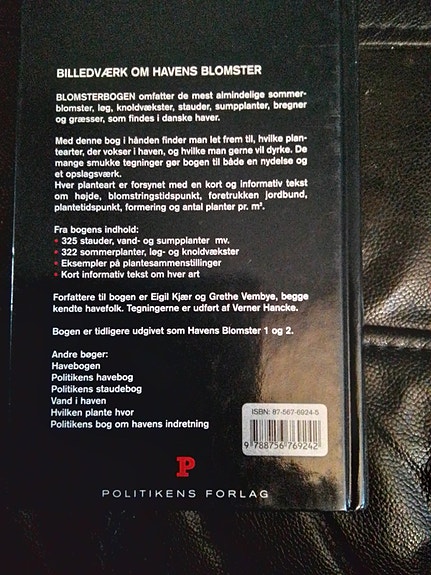 BILLEDVÆRK OM HAVENS BLOMSTER
BLOMSTERBOGEN omfatter de mest almindelige sommer-
blomster, løg, knoldvækster, stauder, sumpplanter, bregner
og græsser, som findes i danske haver.
Med denne bog i hånden finder man let frem til, hvilke plan-
tearter, der vokser i haven, og hvilke man gerne vil dyrke. De
mange smukke tegninger gør bogen til både en nydelse og
et opslagsværk.
Hver planteart er forsynet med en kort og informativ tekst
om højde, blomstringstidspunkt, foretrukken jordbund,
plantetidspunkt, formering og antal planter pr. m².
Fra bogens indhold:
• 325 stauder, vand- og sumpplanter mv.
• 322 sommerplanter, løg- og knoldvækster
• Eksempler på plantesammenstillinger
• Kort informativ tekst om hver art
Forfattere til bogen er Eigil Kjær og Grethe Vembye, begge
kendte havefolk. Tegningerne er udført af Verner Hancke.
Bogen er tidligere udgivet som Havens Blomster 1 og 2.
Andre bøger:
Havebogen
Politikens havebog
Politikens staudebog
Vand i haven
Hvilken plante hvor
Politikens bog om havens indretning
ISBN: 87-567-6924-5
9 788756 769242
P
POLITIKENS FORLAG